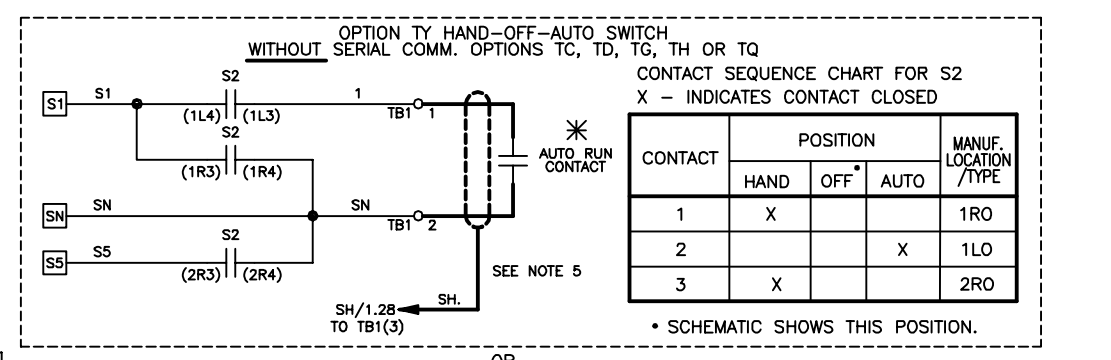 OPTION TY HAND-OFF-AUTO SWITCH
WITHOUT SERIAL COMM. OPTIONS TC, TD, TG, TH OR TQ
S1
S1
S2
(1L4) (1L3)
1
TB1
1
S2
(1R3) (1R4)
✳
AUTO RUN
CONTACT
SN
SN
SN
TB1
2
S5
S5
S2
(2R3) (2R4)
SEE NOTE 5
SH/1.28
SH.
TO TB1(3)
CONTACT SEQUENCE CHART FOR S2
X - INDICATES CONTACT CLOSED
CONTACT
POSITION
HAND OFF• AUTO
MANUF.
LOCATION
/TYPE
1 X 1RO
2 X 1LO
3 X 2RO
• SCHEMATIC SHOWS THIS POSITION.